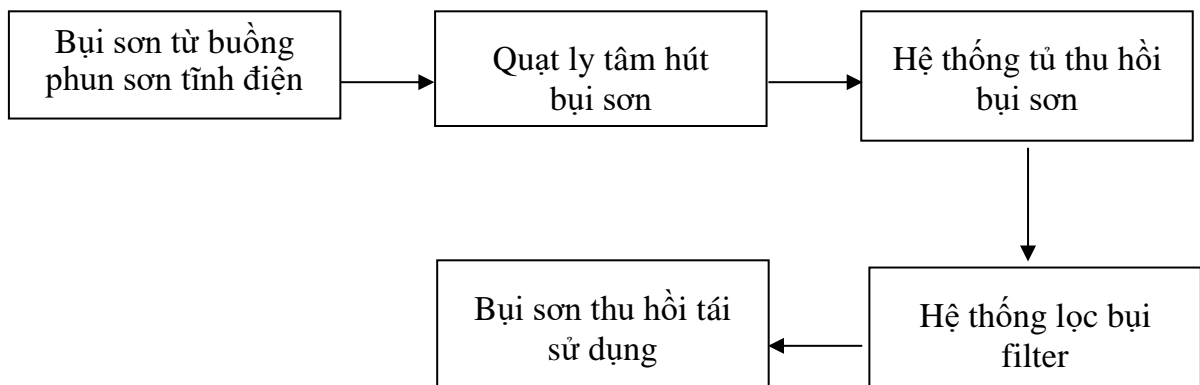 Bụi sơn từ buồng
phun sơn tĩnh điện
Quạt ly tâm hút
bụi sơn
Hệ thống tủ thu hồi
bụi sơn
Hệ thống lọc bụi
filter
Bụi sơn thu hồi tái
sử dụng